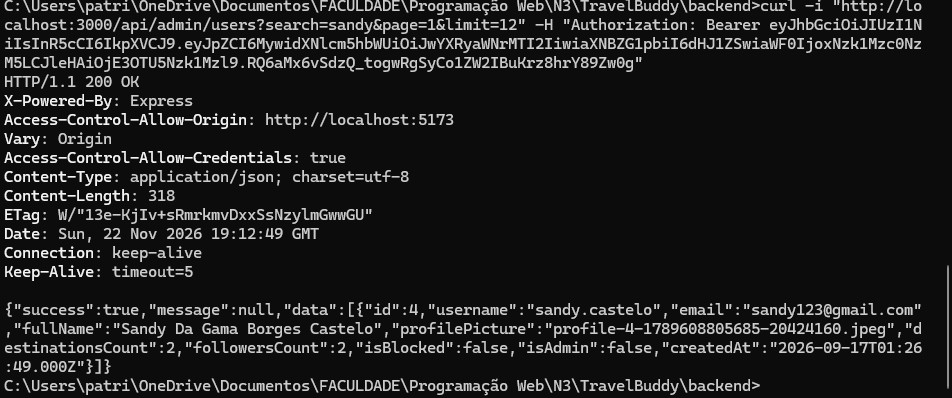 C:\Users\patri\OneDrive\Documentos\FACULDADE\Programação Web\N3\TravelBuddy\backend>curl -i "http://lo
calhost:3000/api/admin/users?search=sandy&page=1&limit=12" -H "Authorization: Bearer eyJhbGciOiJIUzI1N
iIsInR5cCI6IkpXVCJ9.eyJpZCI6MywidXNlcm5hbWUiOiJwYXRyaWNrMTI2IiwiaXNBZG1pbiI6dHJ1ZSwiaWF0IjoxNzk1Mzc0Nz
M5LCJleHAiOjE3OTU5Nzk1Mzl9.RQ6aMx6vSdzQ_togwRgSyCo1ZW2IBuKrz8hrY89Zw0g"
HTTP/1.1 200 OK
X-Powered-By: Express
Access-Control-Allow-Origin: http://localhost:5173
Vary: Origin
Access-Control-Allow-Credentials: true
Content-Type: application/json; charset=utf-8
Content-Length: 318
ETag: W/"13e-KjIv+sRmrkmvDxxSsNzylmGwwGU"
Date: Sun, 22 Nov 2026 19:12:49 GMT
Connection: keep-alive
Keep-Alive: timeout=5

{"success":true,"message":null,"data":[{"id":4,"username":"sandy.castelo","email":"sandy123@gmail.com"
,"fullName":"Sandy Da Gama Borges Castelo","profilePicture":"profile-4-1789608805685-20424160.jpeg","d
estinationsCount":2,"followersCount":2,"isBlocked":false,"isAdmin":false,"createdAt":"2026-09-17T01:26
:49.000Z"}]}
C:\Users\patri\OneDrive\Documentos\FACULDADE\Programação Web\N3\TravelBuddy\backend>